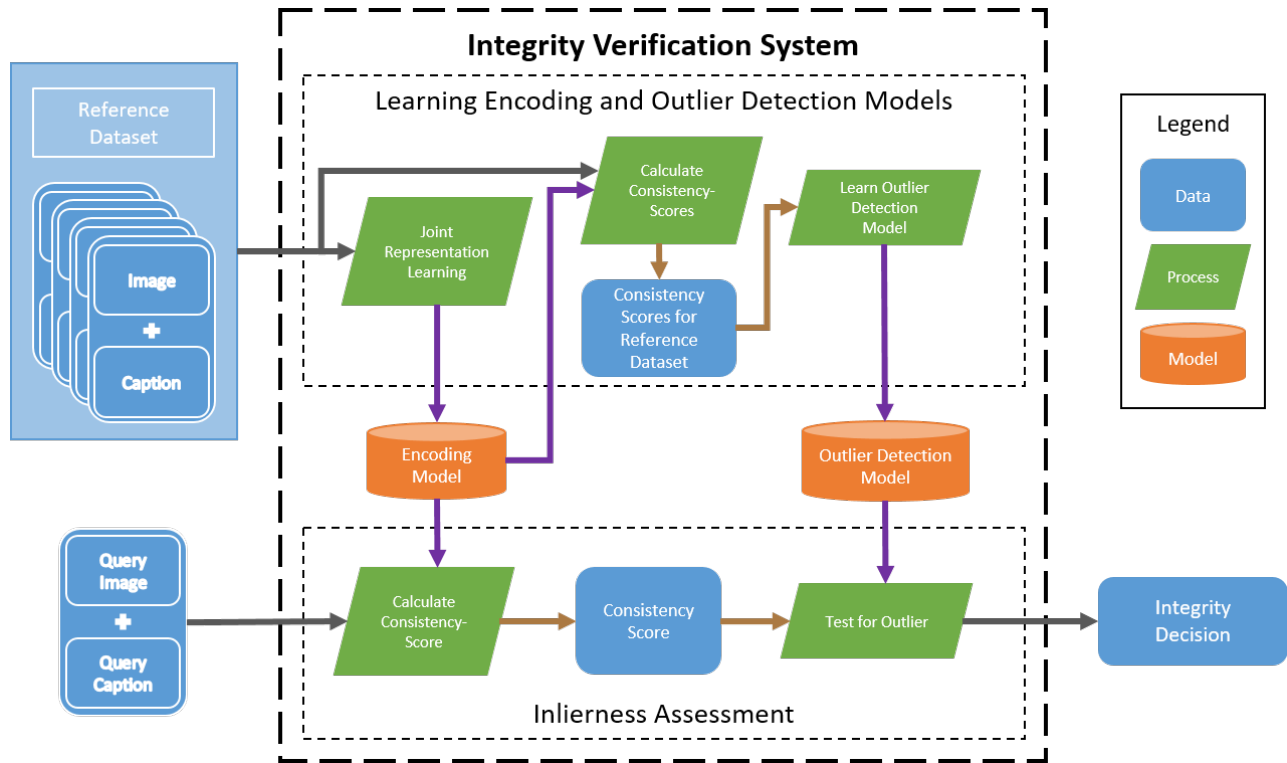 Integrity Verification System
Learning Encoding and Outlier Detection Models
Reference
Dataset
Image
+
Caption
Joint
Representation
Learning
Calculate
Consistency-
Scores
Consistency
Scores for
Reference
Dataset
Learn Outlier
Detection
Model
Encoding
Model
Outlier Detection
Model
Query
Image
+
Query
Caption
Calculate
Consistency-
Score
Consistency
Score
Test for Outlier
Inlierness Assessment
Integrity
Decision
Legend
Data
Process
Model